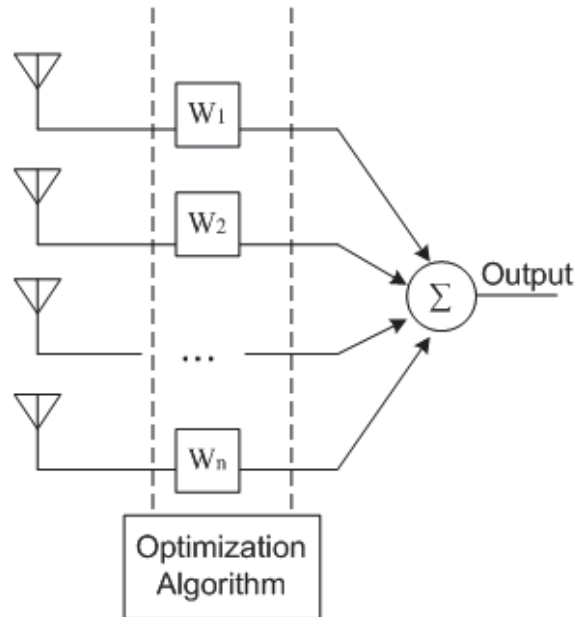 W1
W2
Σ
Output
...
Wn
Optimization
Algorithm